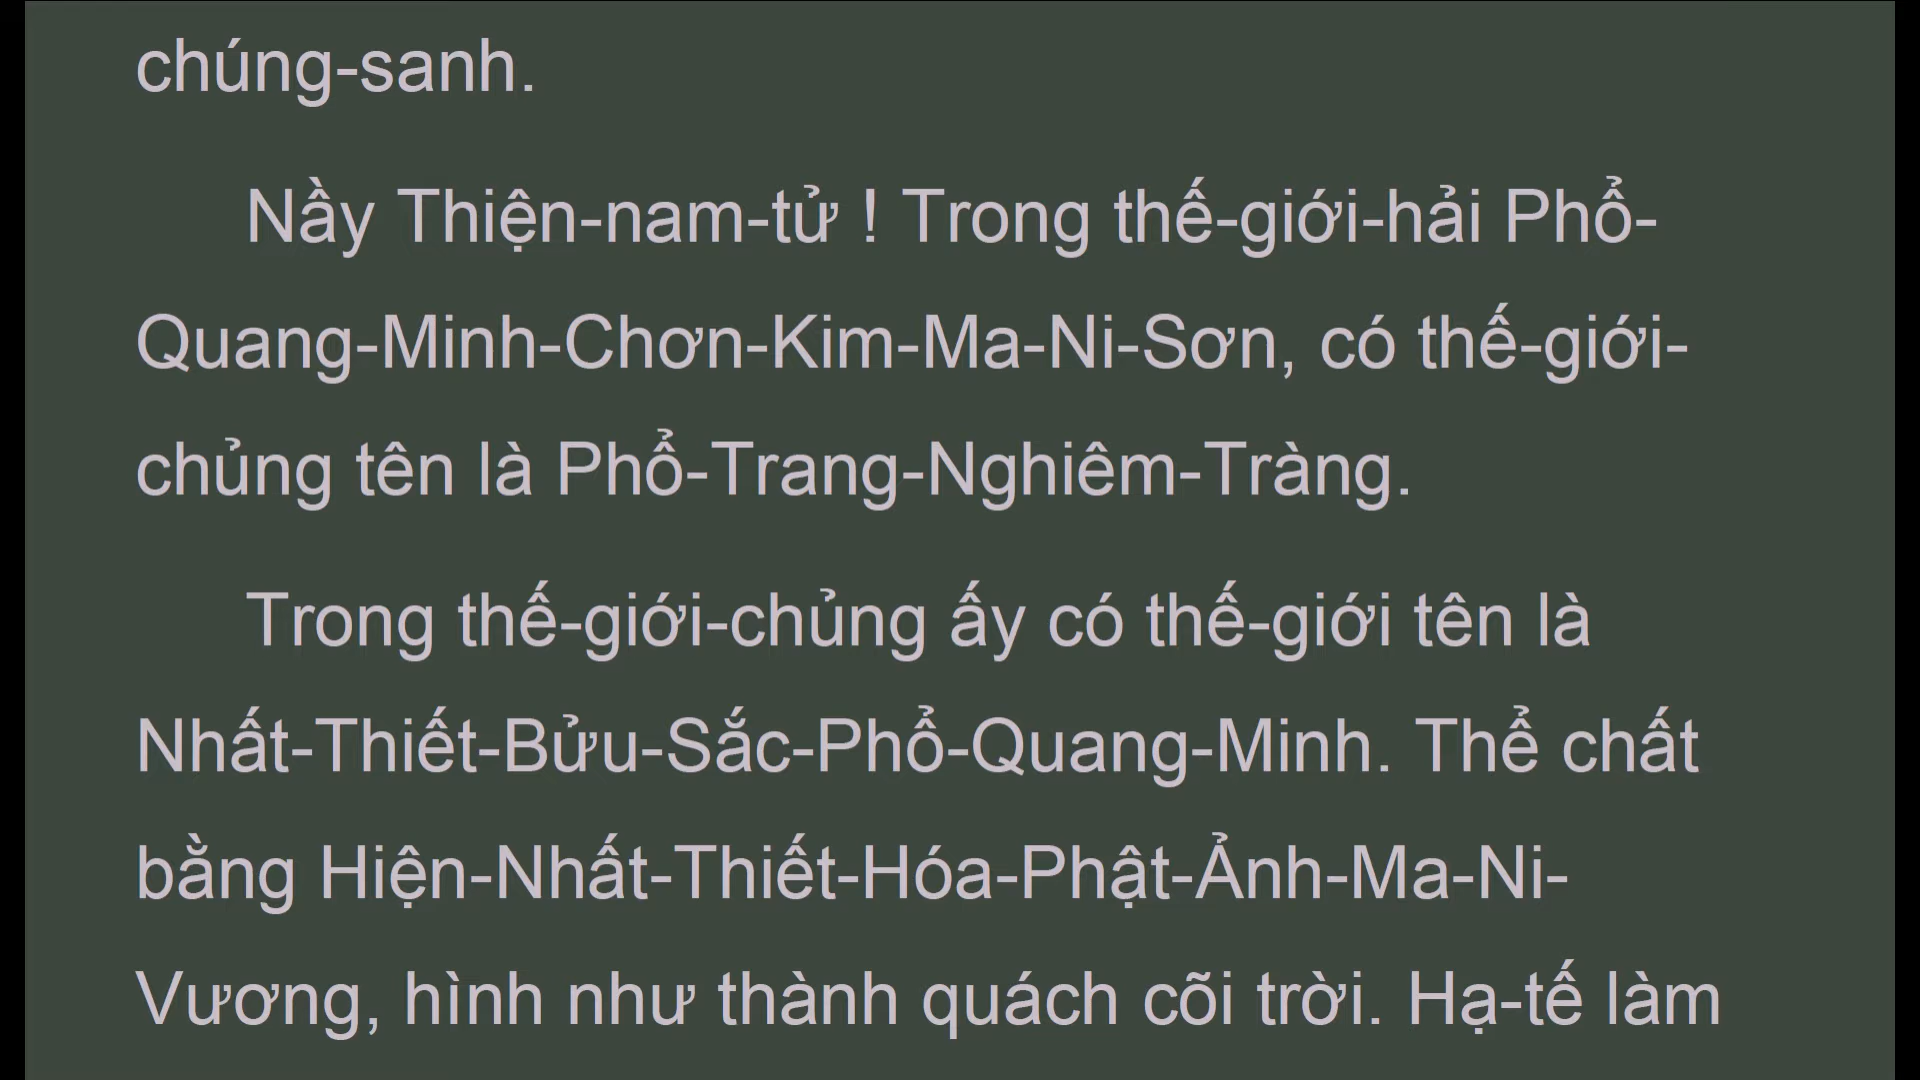 chúng-sanh.
Nầy Thiện-nam-tử ! Trong thế-giới-hải Phổ-
Quang-Minh-Chơn-Kim-Ma-Ni-Sơn, có thế-giới-
chủng tên là Phổ-Trang-Nghiêm-Tràng.
Trong thế-giới-chủng ấy có thế-giới tên là
Nhất-Thiết-Bửu-Sắc-Phổ-Quang-Minh. Thể chất
bằng Hiện-Nhất-Thiết-Hóa-Phật-Ảnh-Ma-Ni-
Vương, hình như thành quách cõi trời. Hạ-tế làm